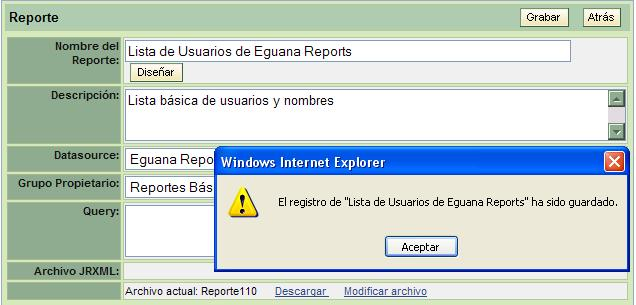 Reporte
Grabar
Atrás
Nombre del
Reporte:
Lista de Usuarios de Eguana Reports
Diseñar
Descripción:
Lista básica de usuarios y nombres
Datasource:
Eguana Repo
Grupo Propietario:
Reportes Bás
Query:
Windows Internet Explorer
El registro de "Lista de Usuarios de Eguana Reports" ha sido guardado.
Aceptar
Archivo JRXML:
Archivo actual: Reporte110 Descargar Modificar archivo